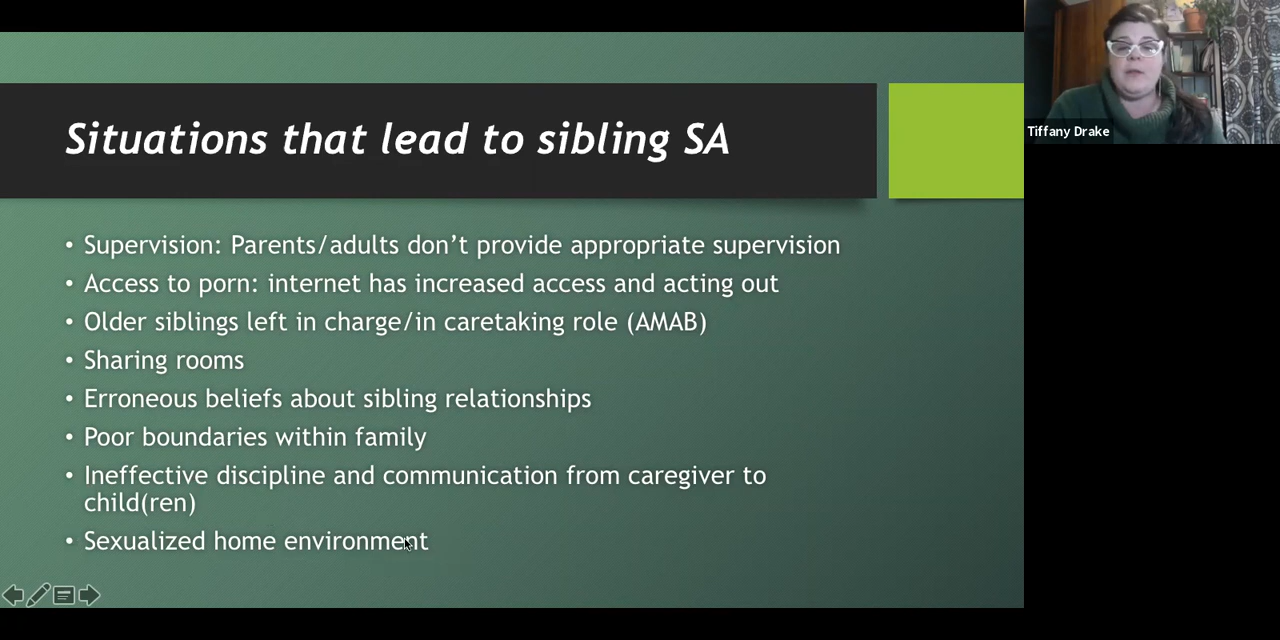 Situations that lead to sibling SA
Tiffany Drake
• Supervision: Parents/adults don’t provide appropriate supervision
• Access to porn: internet has increased access and acting out
• Older siblings left in charge/in caretaking role (AMAB)
• Sharing rooms
• Erroneous beliefs about sibling relationships
• Poor boundaries within family
• Ineffective discipline and communication from caregiver to
child(ren)
• Sexualized home environment